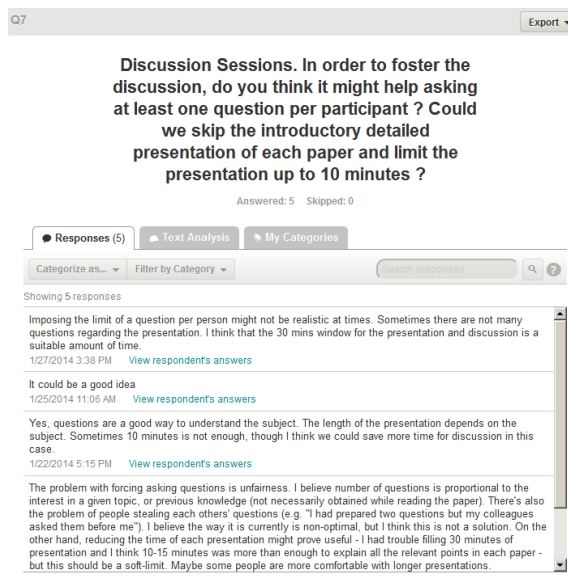 Q7
Export
Discussion Sessions. In order to foster the
discussion, do you think it might help asking
at least one question per participant ? Could
we skip the introductory detailed
presentation of each paper and limit the
presentation up to 10 minutes ?
Answered: 5 Skipped: 0
Responses (5) Text Analysis My Categories
Categorize as... Filter by Category Search responses
Showing 5 responses
Imposing the limit of a question per person might not be realistic at times. Sometimes there are not many
questions regarding the presentation. I think that the 30 mins window for the presentation and discussion is a
suitable amount of time.
1/27/2014 3:38 PM View respondent's answers
It could be a good idea
1/25/2014 11:06 AM View respondent's answers
Yes, questions are a good way to understand the subject. The length of the presentation depends on the
subject. Sometimes 10 minutes is not enough, though I think we could save more time for discussion in this
case.
1/22/2014 5:15 PM View respondent's answers
The problem with forcing asking questions is unfairness. I believe number of questions is proportional to the
interest in a given topic, or previous knowledge (not necessarily obtained while reading the paper). There's also
the problem of people stealing each others' questions (e.g. "I had prepared two questions but my colleagues
asked them before me"). I believe the way it is currently is non-optimal, but I think this is not a solution. On the
other hand, reducing the time of each presentation might prove useful - I had trouble filling 30 minutes of
presentation and I think 10-15 minutes was more than enough to explain all the relevant points in each paper -
but this should be a soft-limit. Maybe some people are more comfortable with longer presentations.